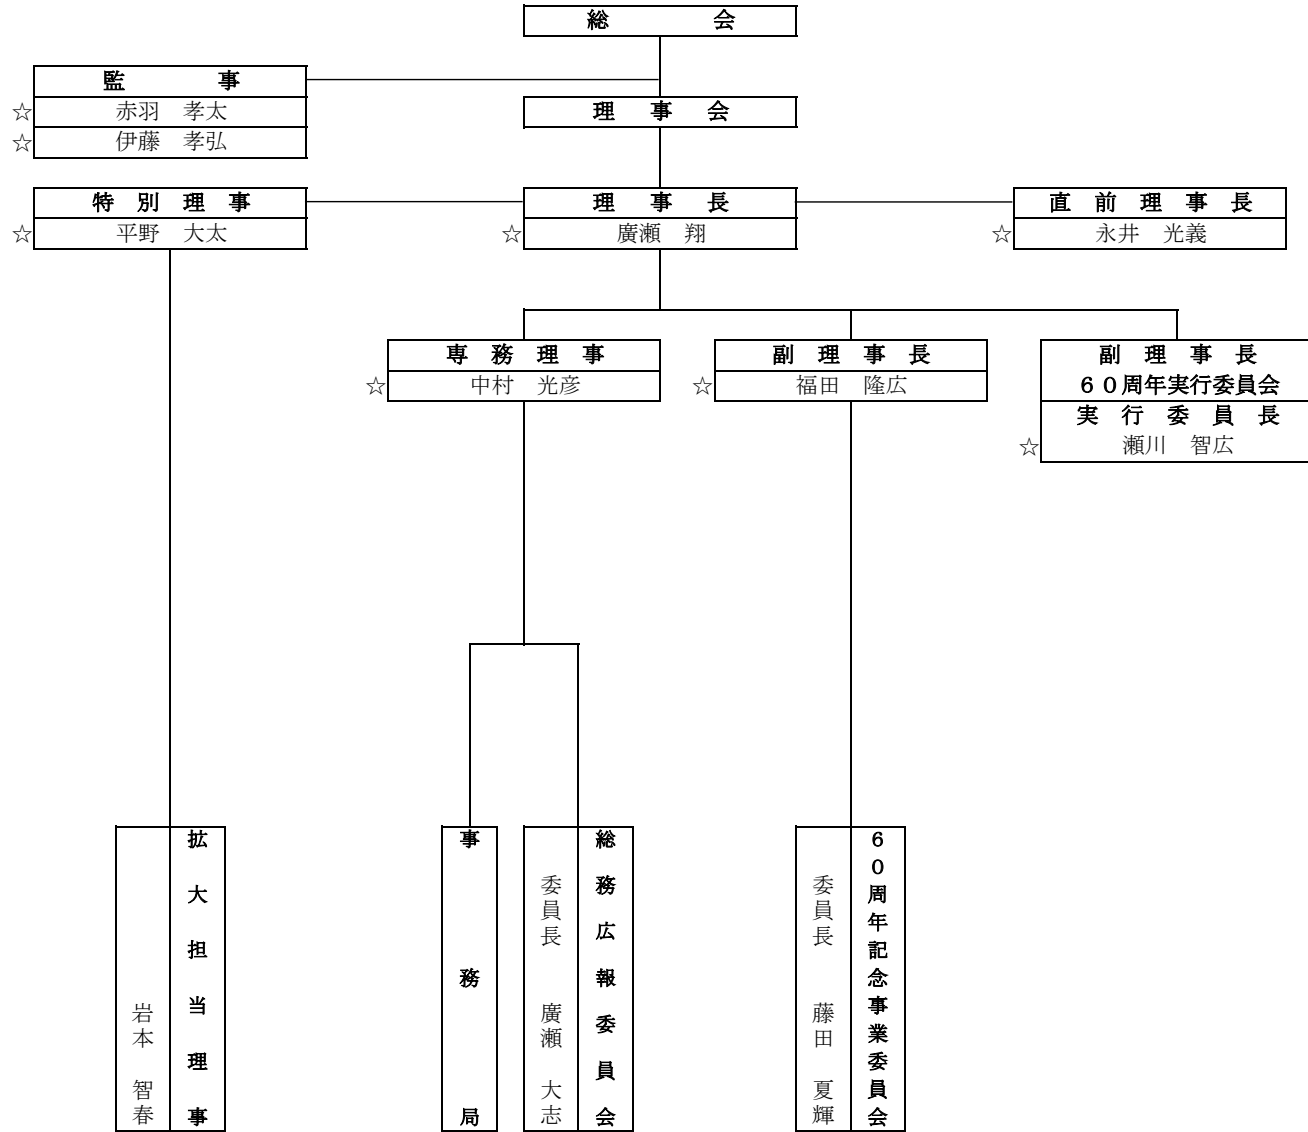 総　　　　会
監　　　　事
☆ 赤羽　孝太
☆ 伊藤　孝弘
理　事　会
特　別　理　事
☆ 平野　大太
理　事　長
☆ 廣瀬　翔
直　前　理　事　長
☆ 永井　光義
専　務　理　事
☆ 中村　光彦
副　理　事　長
☆ 福田　隆広
副　理　事　長
６０周年実行委員会
実　行　委　員　長
☆ 瀬川　智広
拡大担当理事
岩本　智春
事務局
総務広報委員会
委員長　廣瀬　大志
６０周年記念事業委員会
委員長　藤田　夏輝